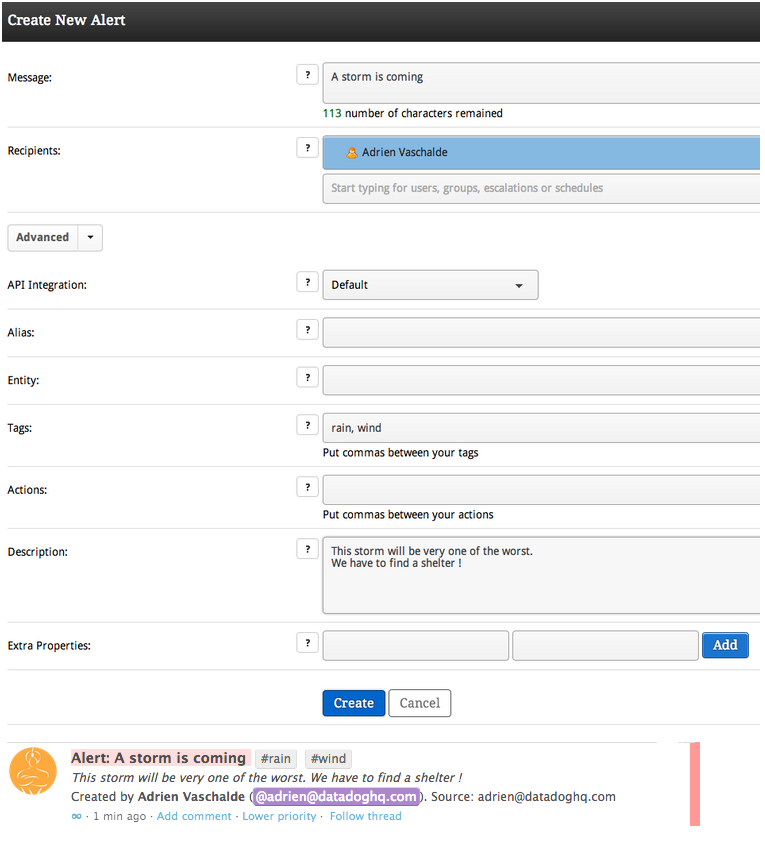 Create New Alert
Message: ? A storm is coming
113 number of characters remained
Recipients: ? Adrien Vaschalde
Start typing for users, groups, escalations or schedules
Advanced
API Integration: ? Default
Alias: ?
Entity: ?
Tags: ? rain, wind
Put commas between your tags
Actions: ?
Put commas between your actions
Description: ? This storm will be very one of the worst.
We have to find a shelter !
Extra Properties: ? Add
Create Cancel
Alert: A storm is coming #rain #wind
This storm will be very one of the worst. We have to find a shelter !
Created by Adrien Vaschalde (@adrien@datadoghq.com). Source: adrien@datadoghq.com
∞ · 1 min ago · Add comment · Lower priority · Follow thread